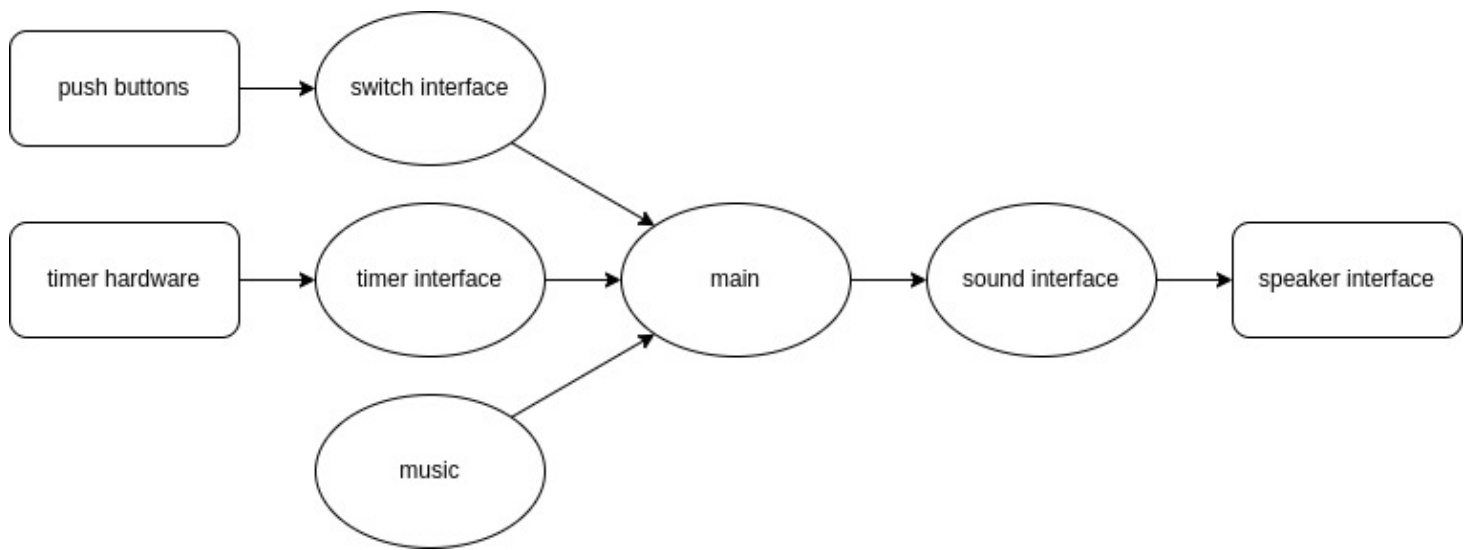 push buttons
switch interface
timer hardware
timer interface
main
sound interface
speaker interface
music